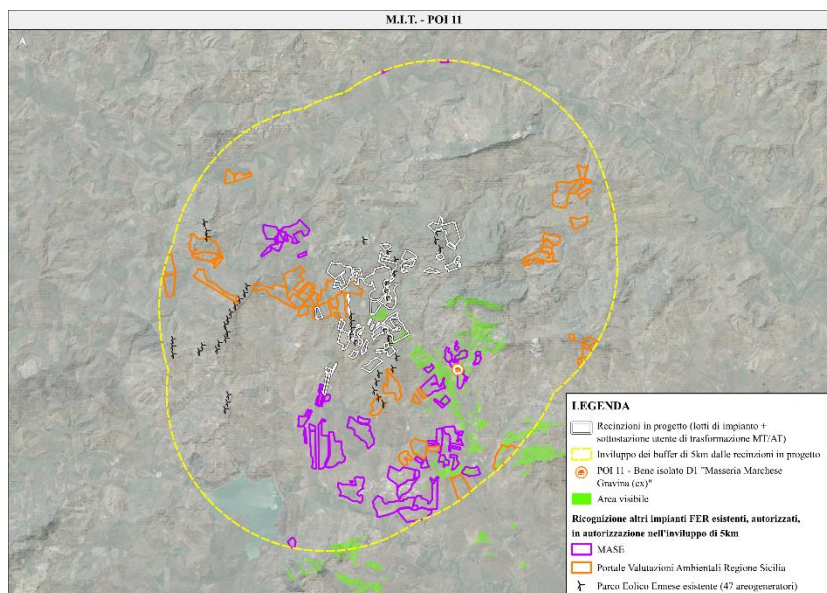 M.I.T. - POI 11
LEGENDA
Recinzioni in progetto (lotti di impianto +
sottostazione utente di trasformazione MT/AT)
Inviluppo dei buffer di 5km dalle recinzioni in progetto
POI 11 - Bene isolato D1 "Masseria Marchese
Gravina (ex)"
Area visibile
Ricognizione altri impianti FER esistenti, autorizzati,
in autorizzazione nell'inviluppo di 5km
MASE
Portale Valutazioni Ambientali Regione Sicilia
Parco Eolico Ennese esistente (47 areogeneratori)